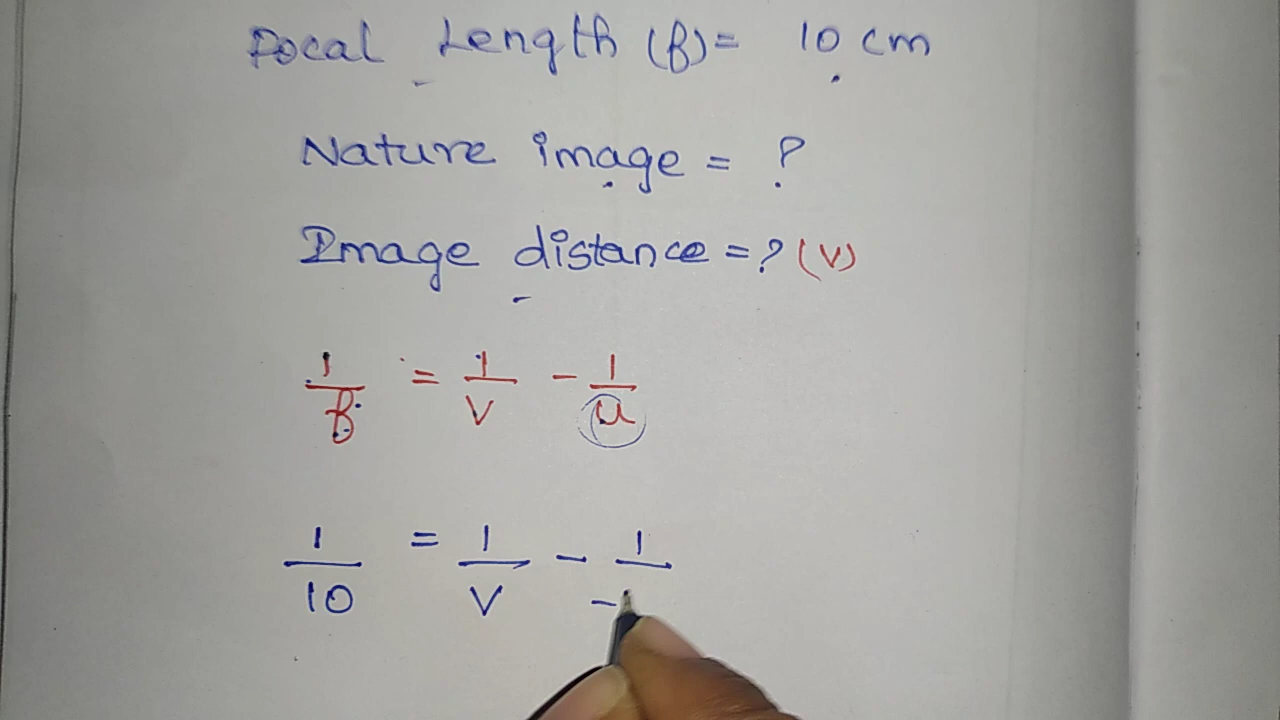 Focal Length (f) = 10 cm
Nature image = ?
Image distance = ? (V)
1/f = 1/V - 1/u
1/10 = 1/V - 1/-